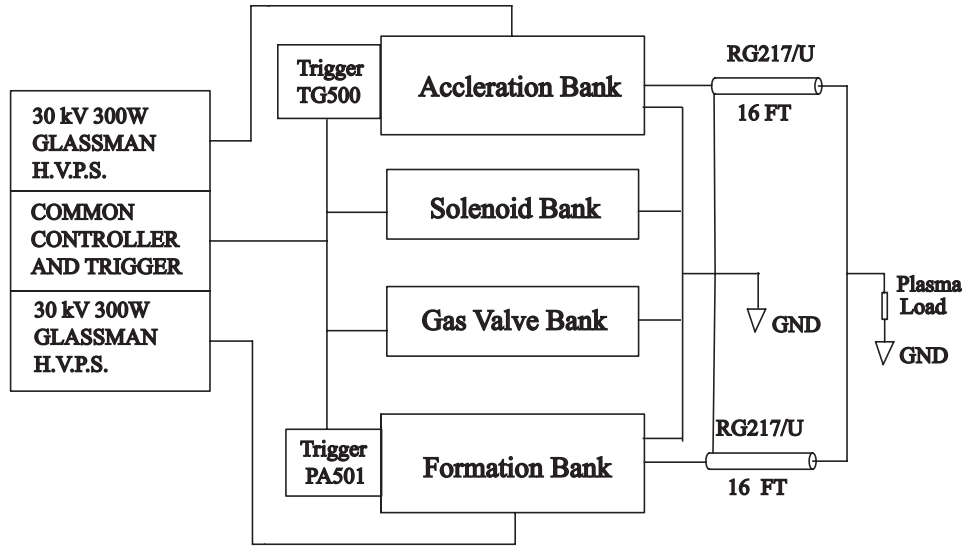 30 kV 300W
GLASSMAN
H.V.P.S.
COMMON
CONTROLLER
AND TRIGGER
30 kV 300W
GLASSMAN
H.V.P.S.
Trigger
TG500
Accleration Bank
Solenoid Bank
Gas Valve Bank
Trigger
PA501
Formation Bank
RG217/U
16 FT
GND
Plasma
Load
GND
RG217/U
16 FT